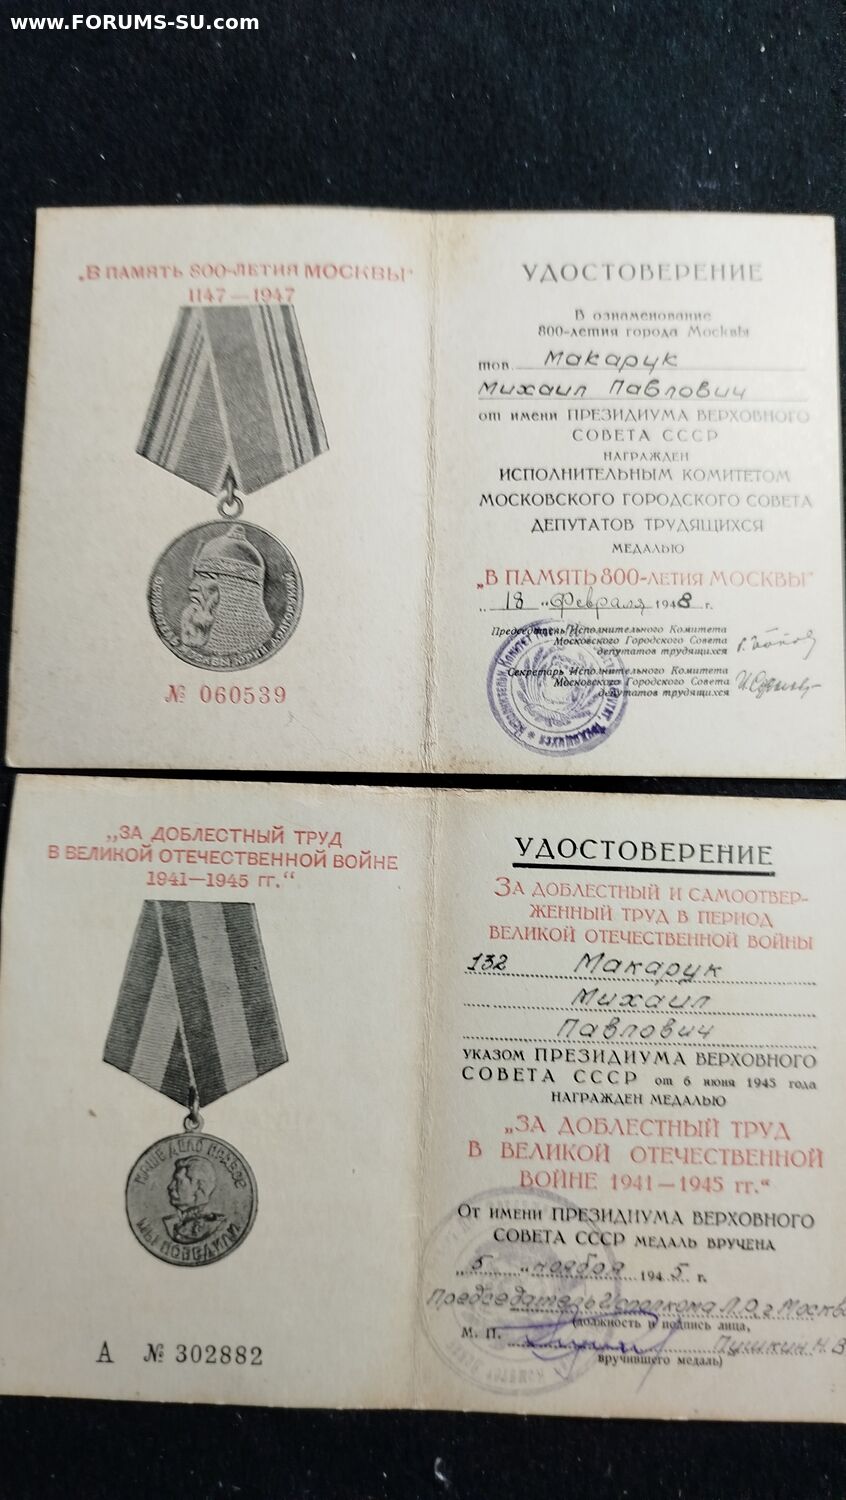 www.FORUMS-SU.com
„В ПАМЯТЬ 800-ЛЕТИЯ МОСКВЫ“
1147—1947
№ 060539
УДОСТОВЕРЕНИЕ
В ознаменование
800-летия города Москвы
тов. Макарук
Михаил Павлович
от имени ПРЕЗИДИУМА ВЕРХОВНОГО
СОВЕТА СССР
НАГРАЖДЕН
ИСПОЛНИТЕЛЬНЫМ КОМИТЕТОМ
МОСКОВСКОГО ГОРОДСКОГО СОВЕТА
ДЕПУТАТОВ ТРУДЯЩИХСЯ
МЕДАЛЬЮ
„В ПАМЯТЬ 800-ЛЕТИЯ МОСКВЫ“
„18“ февраля 1948 г.
Председатель Исполнительного Комитета
Московского Городского Совета
депутатов трудящихся
Секретарь Исполнительного Комитета
Московского Городского Совета
депутатов трудящихся
„ЗА ДОБЛЕСТНЫЙ ТРУД
В ВЕЛИКОЙ ОТЕЧЕСТВЕННОЙ ВОЙНЕ
1941—1945 гг.“
НАШЕ ДЕЛО ПРАВОЕ
МЫ ПОБЕДИЛИ
А № 302882
УДОСТОВЕРЕНИЕ
ЗА ДОБЛЕСТНЫЙ И САМООТВЕР-
ЖЕННЫЙ ТРУД В ПЕРИОД
ВЕЛИКОЙ ОТЕЧЕСТВЕННОЙ ВОЙНЫ
132 Макарук
Михаил
Павлович
УКАЗОМ ПРЕЗИДИУМА ВЕРХОВНОГО
СОВЕТА СССР от 6 июня 1945 года
НАГРАЖДЕН МЕДАЛЬЮ
„ЗА ДОБЛЕСТНЫЙ ТРУД
В ВЕЛИКОЙ ОТЕЧЕСТВЕННОЙ
ВОЙНЕ 1941—1945 гг.“
От имени ПРЕЗИДИУМА ВЕРХОВНОГО
СОВЕТА СССР МЕДАЛЬ ВРУЧЕНА
„5“ ноября 1945 г.
Председатель Исполкома Л.О. г Москв
(должность и подпись лица,
М. П. Пушкин Н.В
вручившего медаль)